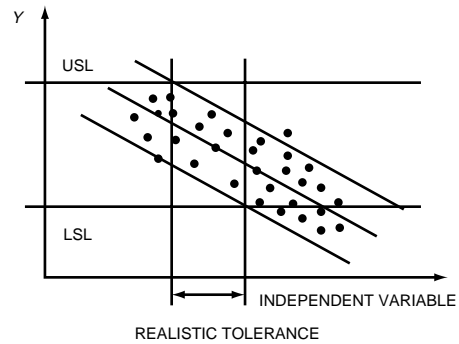 Y
USL
LSL
INDEPENDENT VARIABLE
REALISTIC TOLERANCE